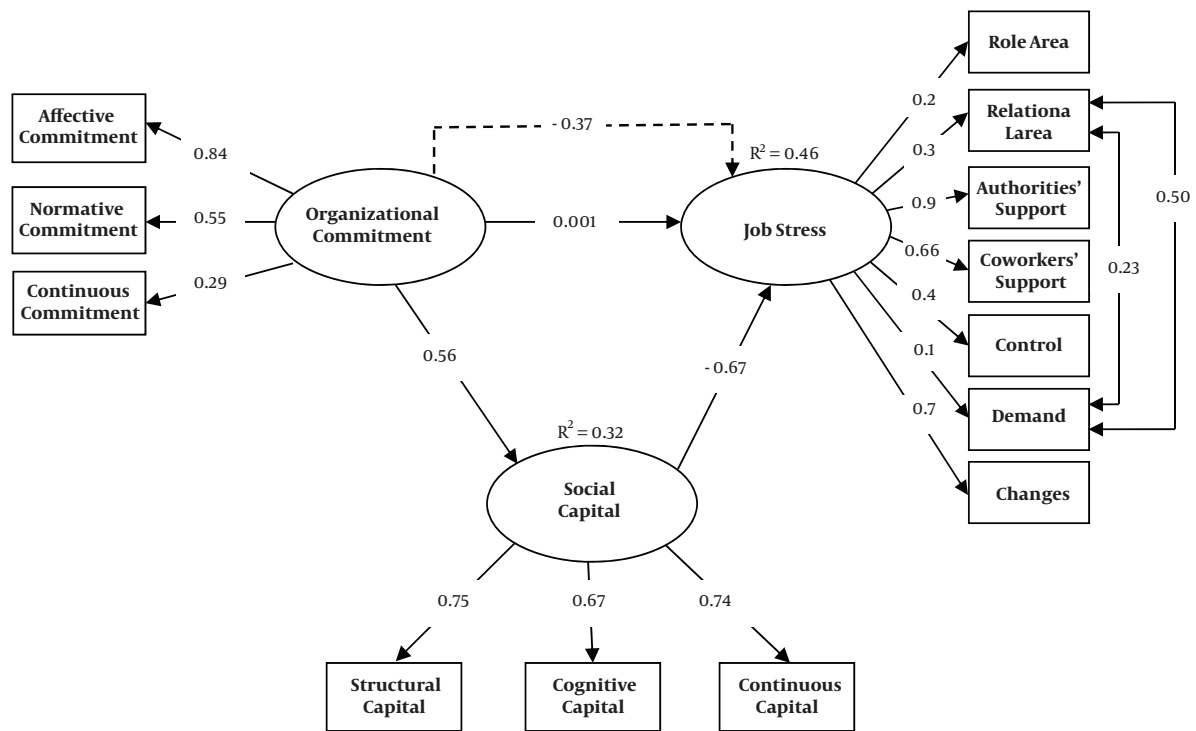 Role Area
Affective
Commitment
0.84
Normative
Commitment
0.55
Continuous
Commitment
0.29
Organizational
Commitment
- 0.37
0.001
R² = 0.46
Job Stress
0.2
0.3
0.9
0.66
0.4
0.1
0.7
Relationa
Larea
Authorities'
Support
Coworkers'
Support
Control
Demand
Changes
0.50
0.23
0.56
- 0.67
R² = 0.32
Social
Capital
0.75
0.67
0.74
Structural
Capital
Cognitive
Capital
Continuous
Capital